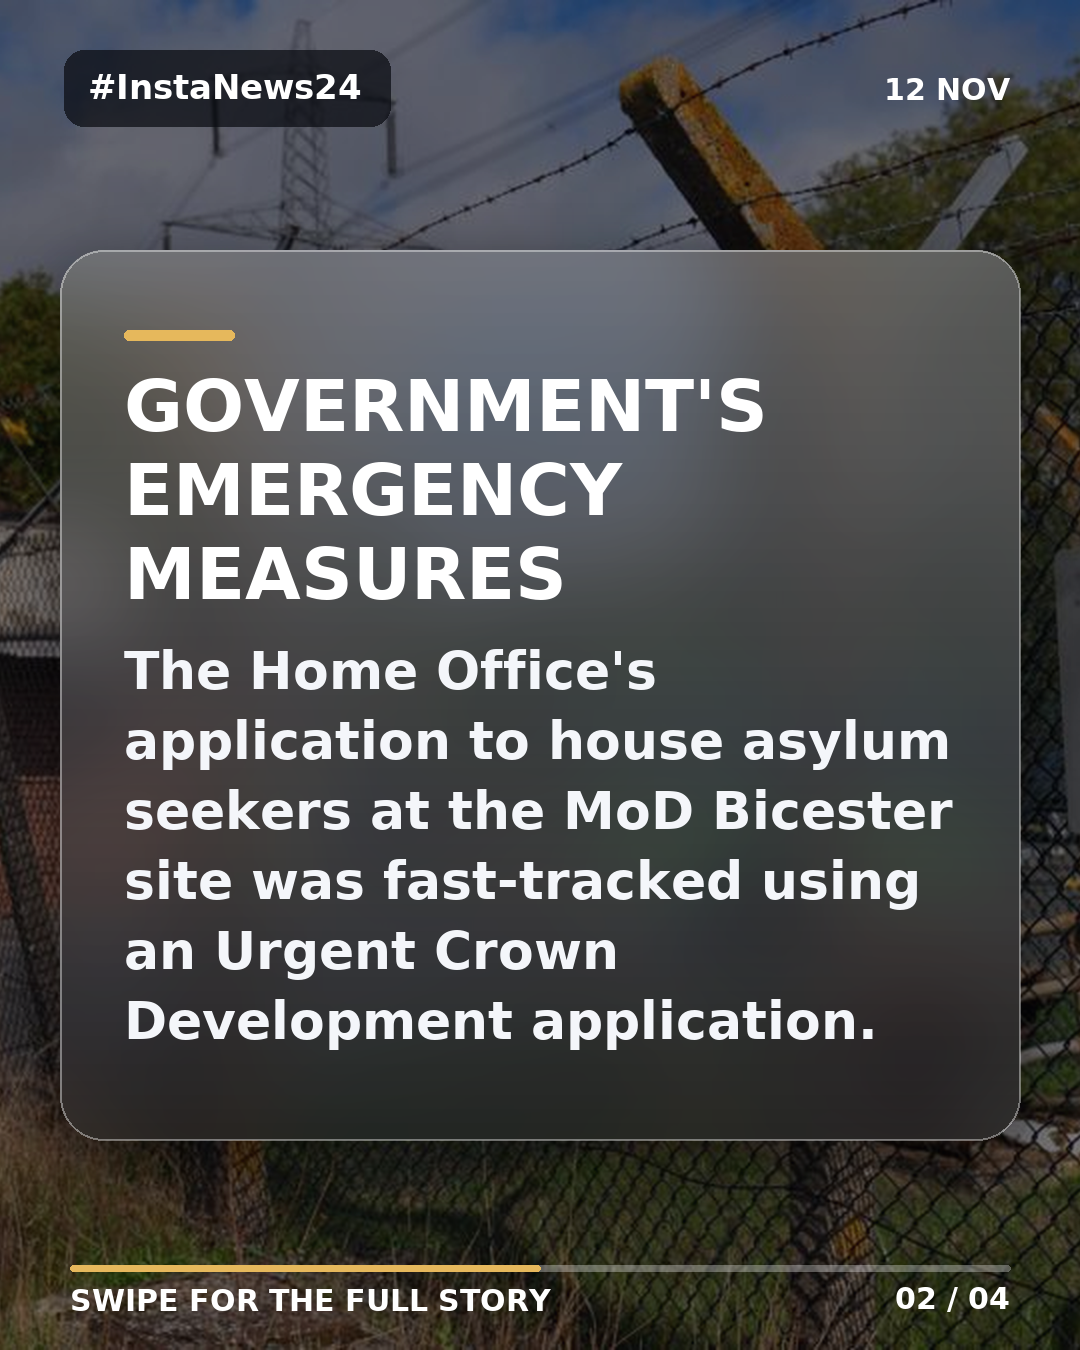 #InstaNews24
12 NOV
GOVERNMENT'S
EMERGENCY
MEASURES
The Home Office's
application to house asylum
seekers at the MoD Bicester
site was fast-tracked using
an Urgent Crown
Development application.
SWIPE FOR THE FULL STORY
02 / 04